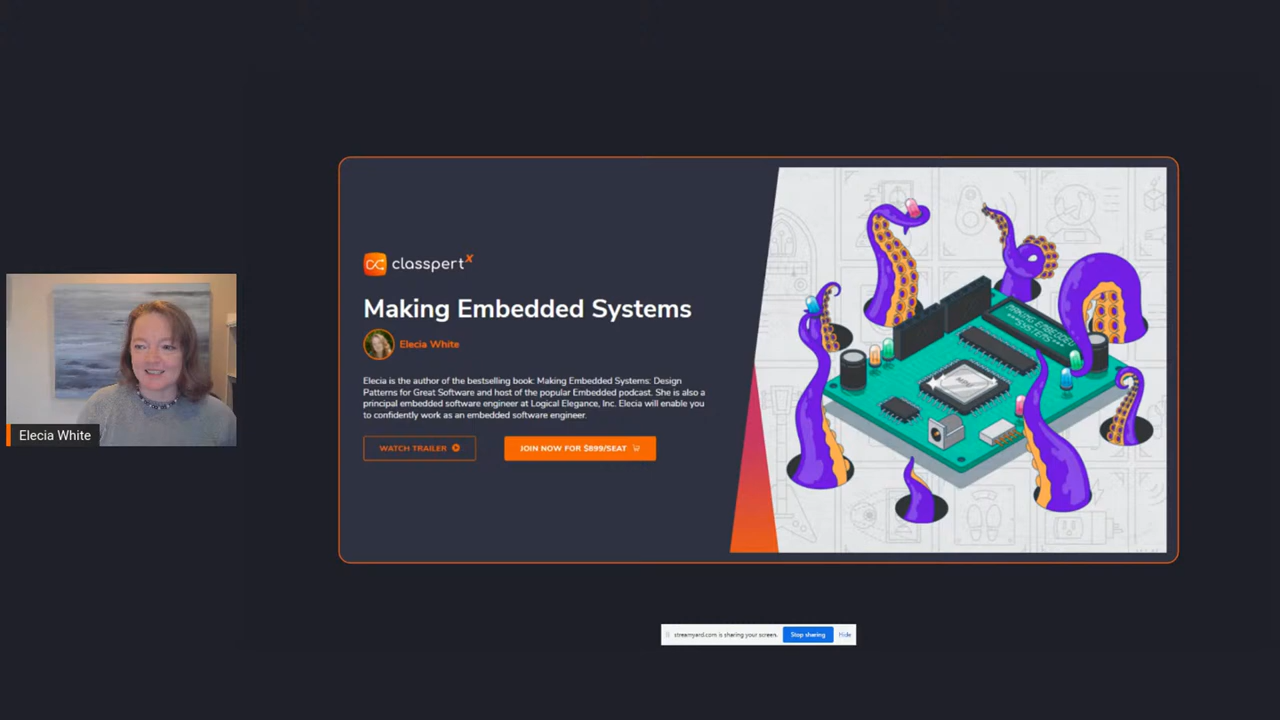 classpertx
Making Embedded Systems
Elecia White
Elecia is the author of the bestselling book: Making Embedded Systems: Design
Patterns for Great Software and host of the popular Embedded podcast. She is also a
principal embedded software engineer at Logical Elegance, Inc. Elecia will enable you
to confidently work as an embedded software engineer.
WATCH TRAILER
JOIN NOW FOR $899/SEAT
MAKING EMBEDDED
***SYSTEMS***
Elecia White
streamyard.com is sharing your screen.
Stop sharing
Hide